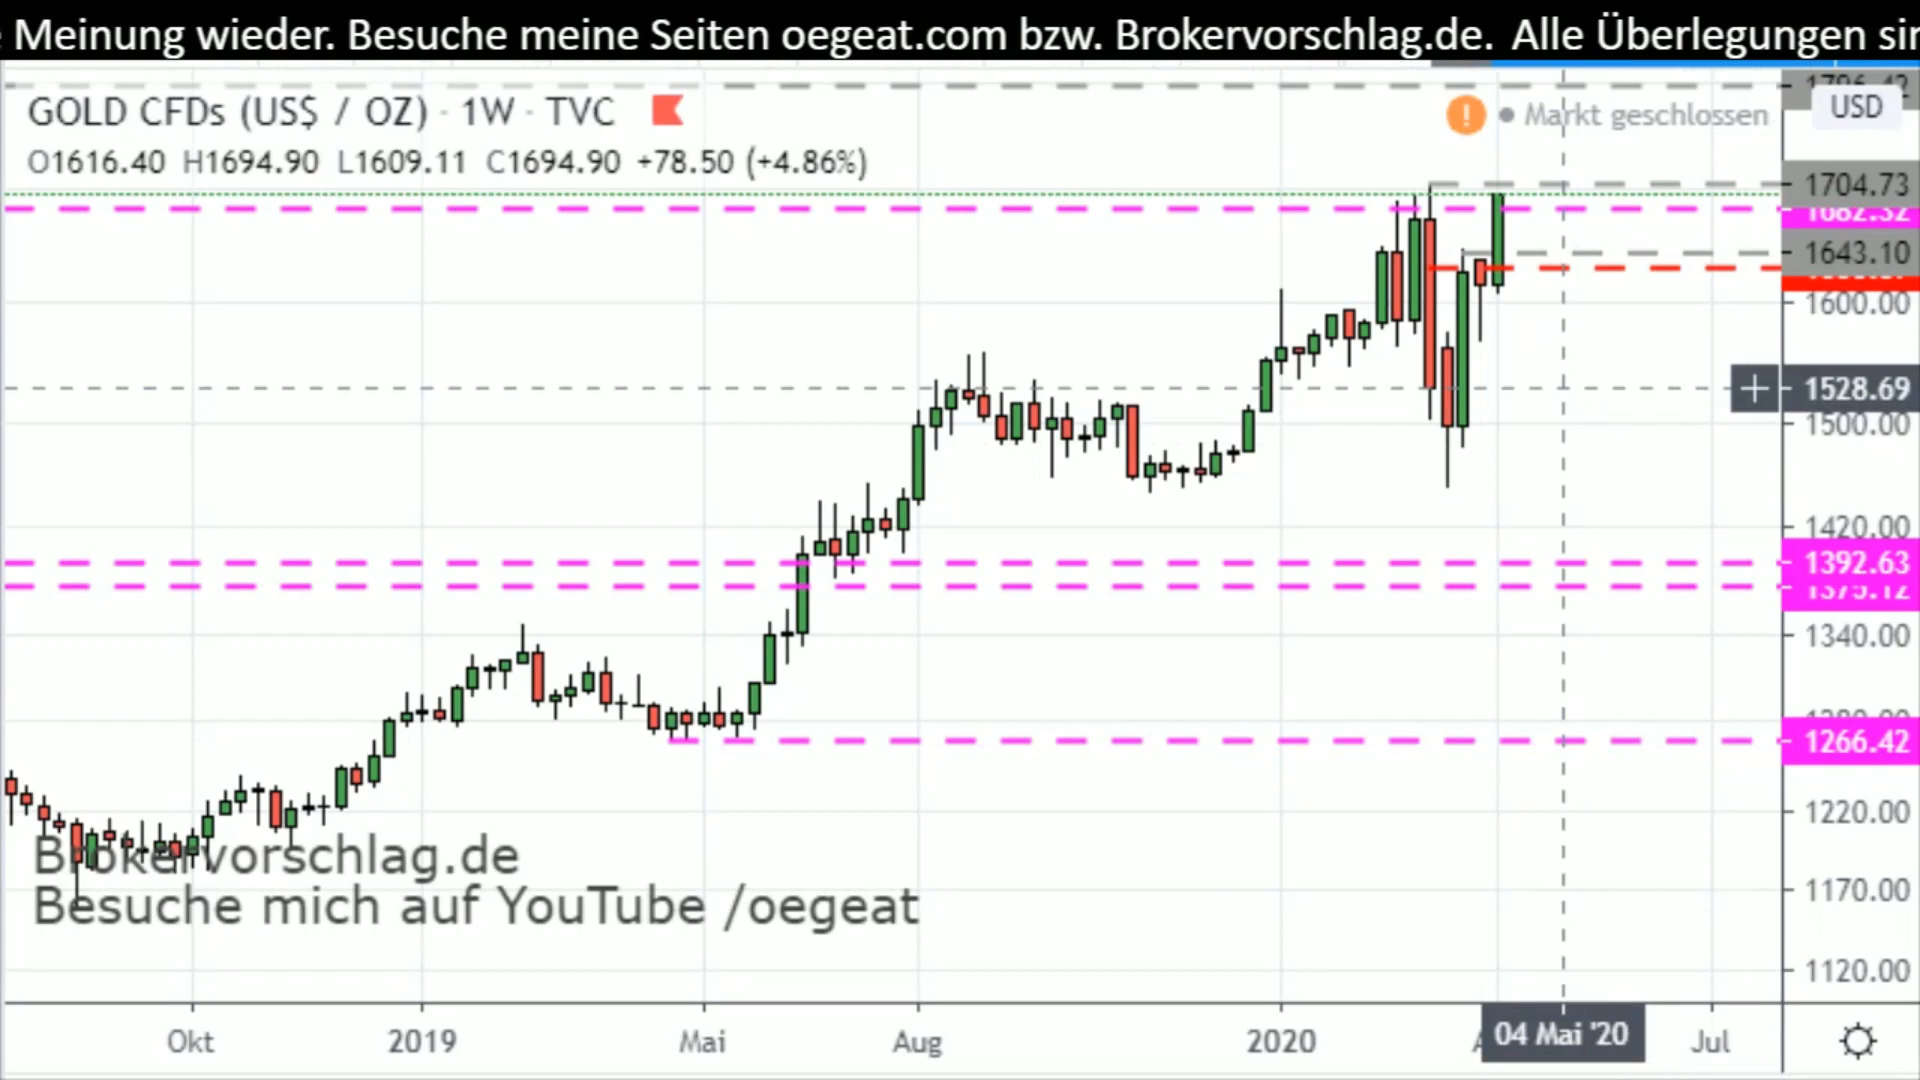 Meinung wieder. Besuche meine Seiten oegeat.com bzw. Brokervorschlag.de. Alle Überlegungen
GOLD CFDs (US$ / OZ) · 1W · TVC
Markt geschlossen
USD
O1616.40 H1694.90 L1609.11 C1694.90 +78.50 (+4.86%)
1704.73
1643.10
1600.00
1528.69
1500.00
1420.00
1392.63
1375.12
1340.00
1266.42
1220.00
1170.00
1120.00
Brokervorschlag.de
Besuche mich auf YouTube /oegeat
Okt 2019 Mai Aug 2020 04 Mai '20 Jul